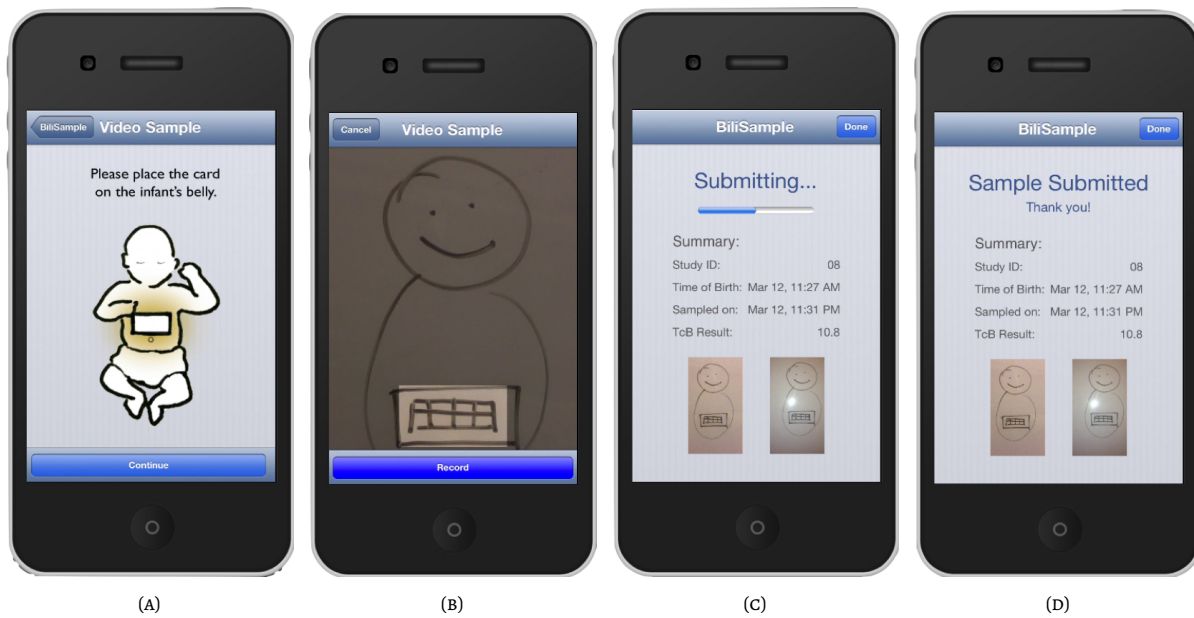 BiliSample Video Sample
Please place the card
on the infant's belly.
Continue
Cancel Video Sample
Record
BiliSample Done
Submitting...
Summary:
Study ID: 08
Time of Birth: Mar 12, 11:27 AM
Sampled on: Mar 12, 11:31 PM
TcB Result: 10.8
BiliSample Done
Sample Submitted
Thank you!
Summary:
Study ID: 08
Time of Birth: Mar 12, 11:27 AM
Sampled on: Mar 12, 11:31 PM
TcB Result: 10.8
(A) (B) (C) (D)